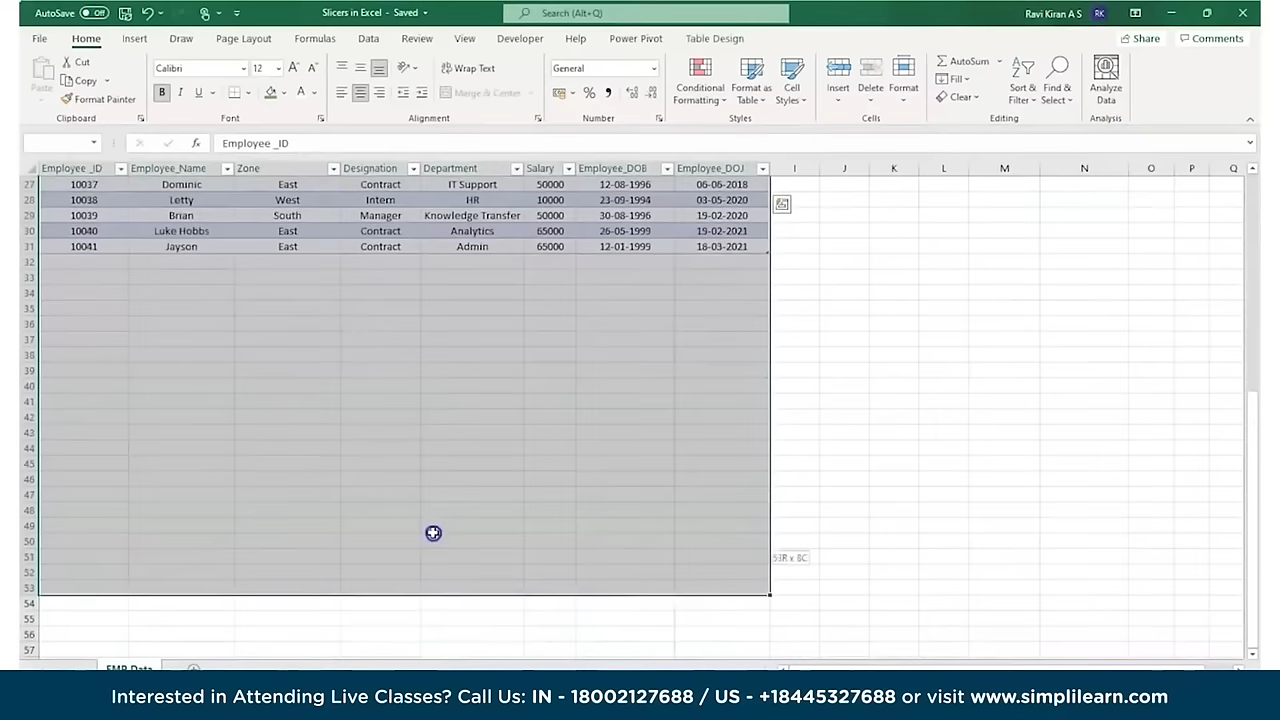 AutoSave Off Slicers in Excel - Saved Search (Alt+Q) Ravi Kiran A S RK
File Home Insert Draw Page Layout Formulas Data Review View Developer Help Power Pivot Table Design Share Comments
Paste Cut Copy Format Painter Clipboard
Calibri 12 A A B I U A Font
Wrap Text Merge & Center Alignment
General % Number
Conditional Formatting Format as Table Cell Styles Styles
Insert Delete Format Cells
AutoSum Fill Clear Sort & Filter Find & Select Editing
Analyze Data Analysis
fx Employee _ID
Employee_ID Employee_Name Zone Designation Department Salary Employee_DOB Employee_DOJ I J K L M N O P Q
27 10037 Dominic East Contract IT Support 50000 12-08-1996 06-06-2018
28 10038 Letty West Intern HR 10000 23-09-1994 03-05-2020
29 10039 Brian South Manager Knowledge Transfer 50000 30-08-1996 19-02-2020
30 10040 Luke Hobbs East Contract Analytics 65000 26-05-1999 19-02-2021
31 10041 Jayson East Contract Admin 65000 12-01-1999 18-03-2021
32
33
34
35
36
37
38
39
40
41
42
43
44
45
46
47
48
49
50
51 53R x 8C
52
53
54
55
56
57
EMP Data
Interested in Attending Live Classes? Call Us: IN - 18002127688 / US - +18445327688 or visit www.simplilearn.com